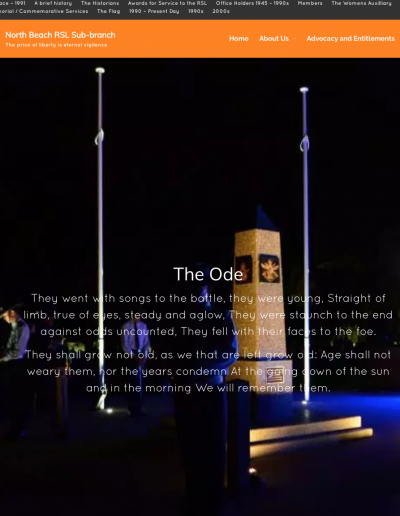 1991 A brief history The Historians Awards for Service to the RSL Office Holders 1945 – 1990s Members The Womens Auxilliary
Commemorative Services The Flag 1990 – Present Day 1990s 2000s
North Beach RSL Sub-branch
The price of liberty is eternal vigilance
Home About Us Advocacy and Entitlements
The Ode
They went with songs to the battle, they were young, Straight of
limb, true of eyes, steady and aglow, They were staunch to the end
against odds uncounted, They fell with their faces to the foe.
They shall grow not old, as we that are left grow old: Age shall not
weary them, nor the years condemn At the going down of the sun
and in the morning We will remember them.